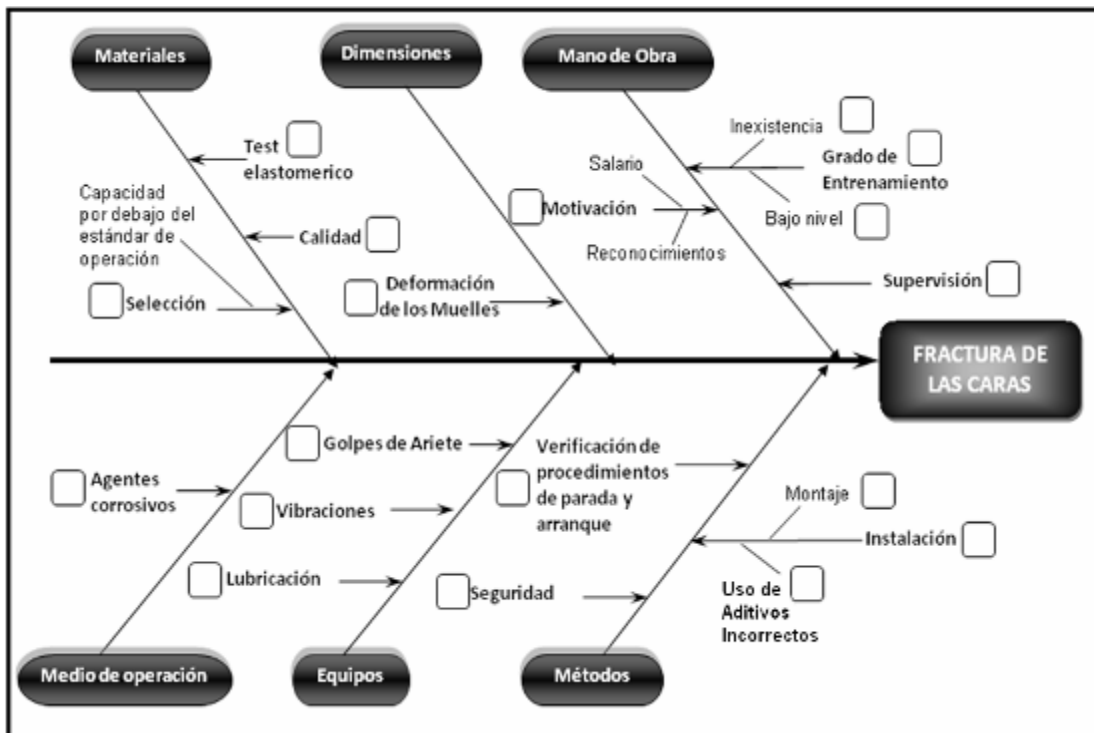 Materiales
Dimensiones
Mano de Obra
Test
elastomerico
Capacidad
por debajo del
estándar de
operación
Calidad
Selección
Deformación
de los Muelles
Inexistencia
Grado de
Entrenamiento
Bajo nivel
Salario
Motivación
Reconocimientos
Supervisión
FRACTURA DE
LAS CARAS
Agentes
corrosivos
Golpes de Ariete
Vibraciones
Lubricación
Verificación de
procedimientos
de parada y
arranque
Seguridad
Montaje
Instalación
Uso de
Aditivos
Incorrectos
Medio de operación
Equipos
Métodos